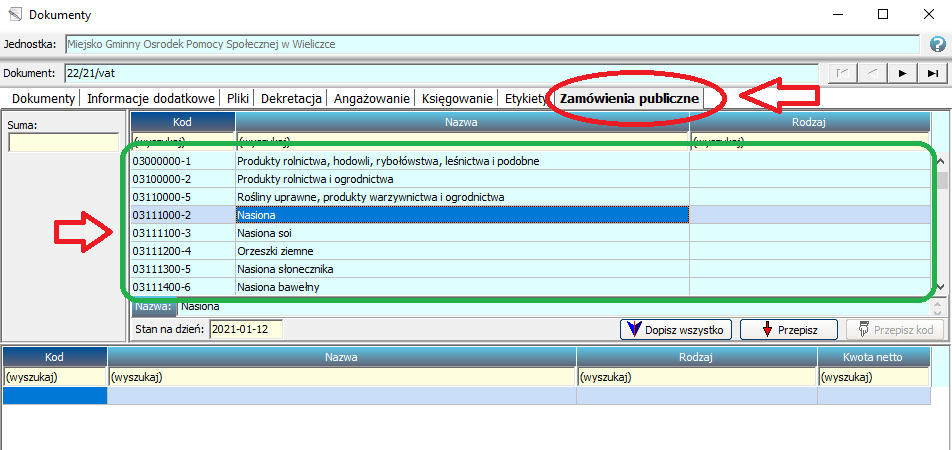 Dokumenty
Jednostka: Miejsko Gminny Osrodek Pomocy Społecznej w Wieliczce
Dokument: 22/21/vat
Dokumenty Informacje dodatkowe Pliki Dekretacja Angażowanie Księgowanie Etykiety Zamówienia publiczne
Suma:
Kod Nazwa Rodzaj
(wyszukaj) (wyszukaj) (wyszukaj)
03000000-1 Produkty rolnictwa, hodowli, rybołówstwa, leśnictwa i podobne
03100000-2 Produkty rolnictwa i ogrodnictwa
03110000-5 Rośliny uprawne, produkty warzywnictwa i ogrodnictwa
03111000-2 Nasiona
03111100-3 Nasiona soi
03111200-4 Orzeszki ziemne
03111300-5 Nasiona słonecznika
03111400-6 Nasiona bawełny
Nazwa: Nasiona
Stan na dzień: 2021-01-12 Dopisz wszystko Przepisz Przepisz kod
Kod Nazwa Rodzaj Kwota netto
(wyszukaj) (wyszukaj) (wyszukaj) (wyszukaj)